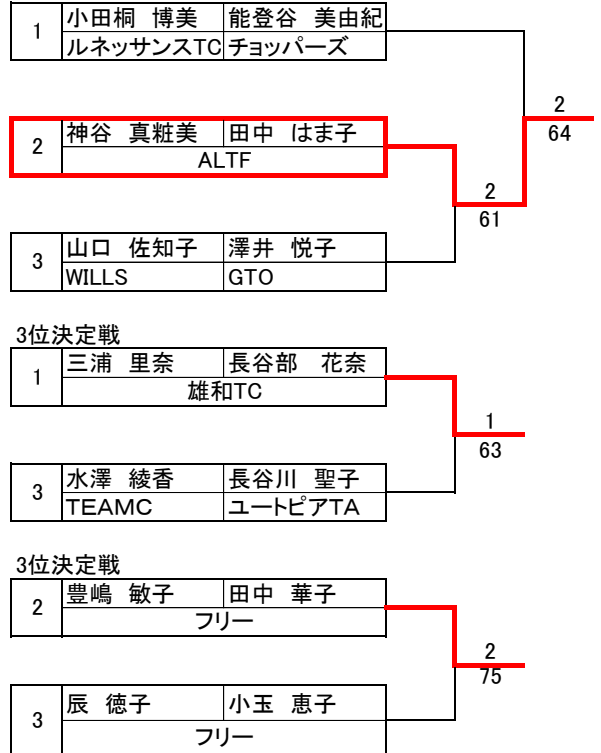 1 小田桐 博美 能登谷 美由紀
ルネッサンスTC チョッパーズ
2
64
2 神谷 真粧美 田中 はま子
ALTF
2
61
3 山口 佐知子 澤井 悦子
WILLS GTO
3位決定戦
1 三浦 里奈 長谷部 花奈
雄和TC
1
63
3 水澤 綾香 長谷川 聖子
TEAMC ユートピアTA
3位決定戦
2 豊嶋 敏子 田中 華子
フリー
2
75
3 辰 徳子 小玉 恵子
フリー